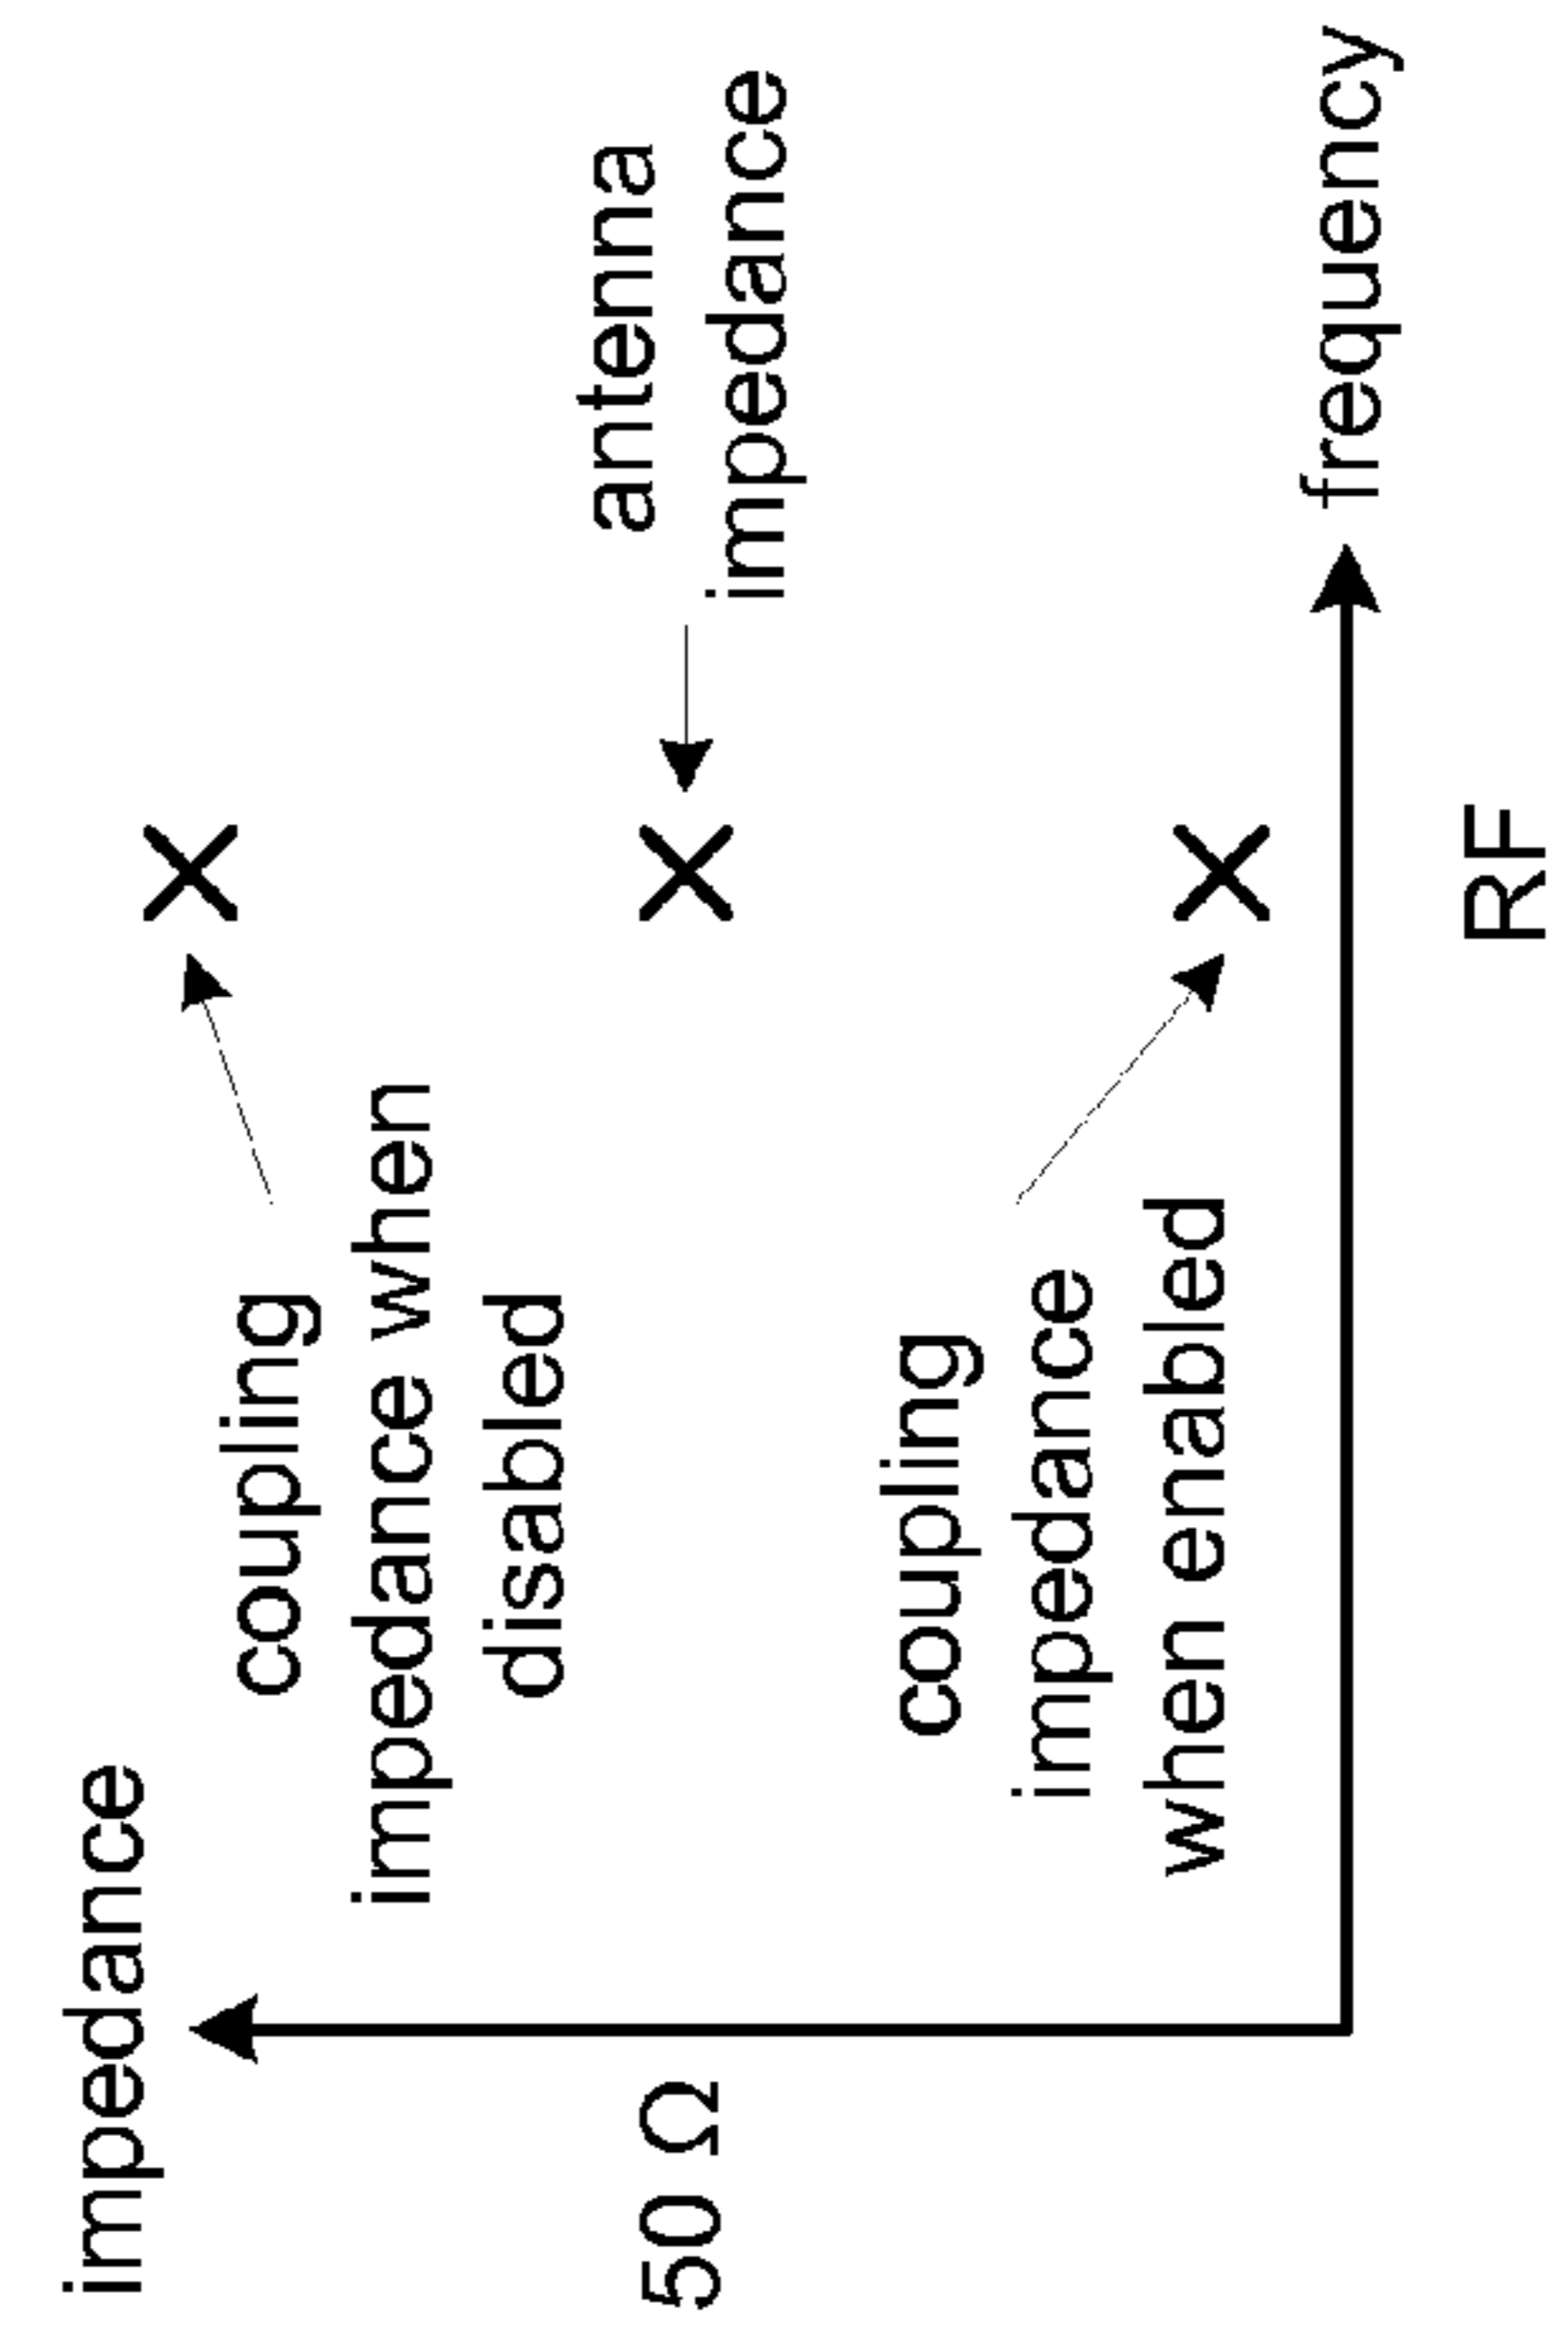 impedance
coupling
impedance when
disabled
antenna
impedance
50 Ω
coupling
impedance
when enabled
frequency
RF